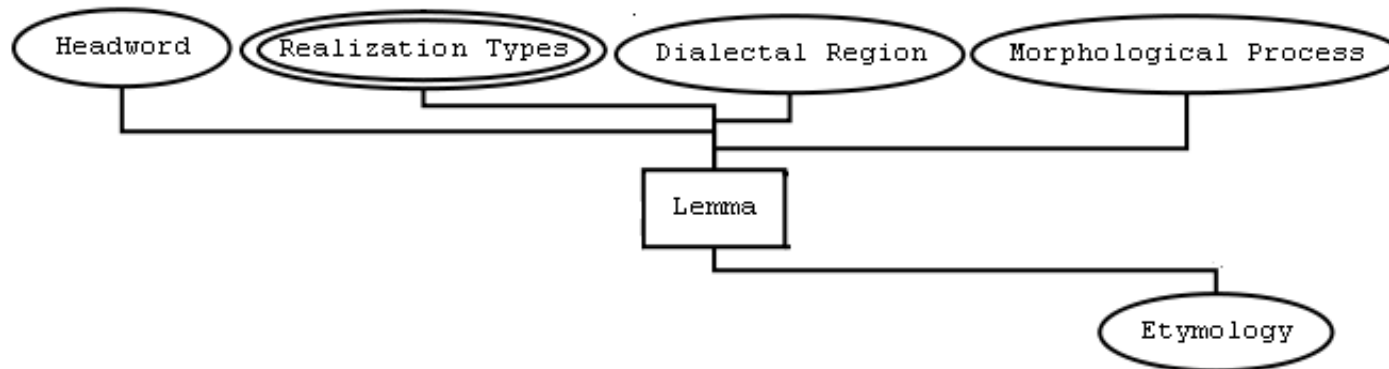 Headword
Realization Types
Dialectal Region
Morphological Process
Lemma
Etymology